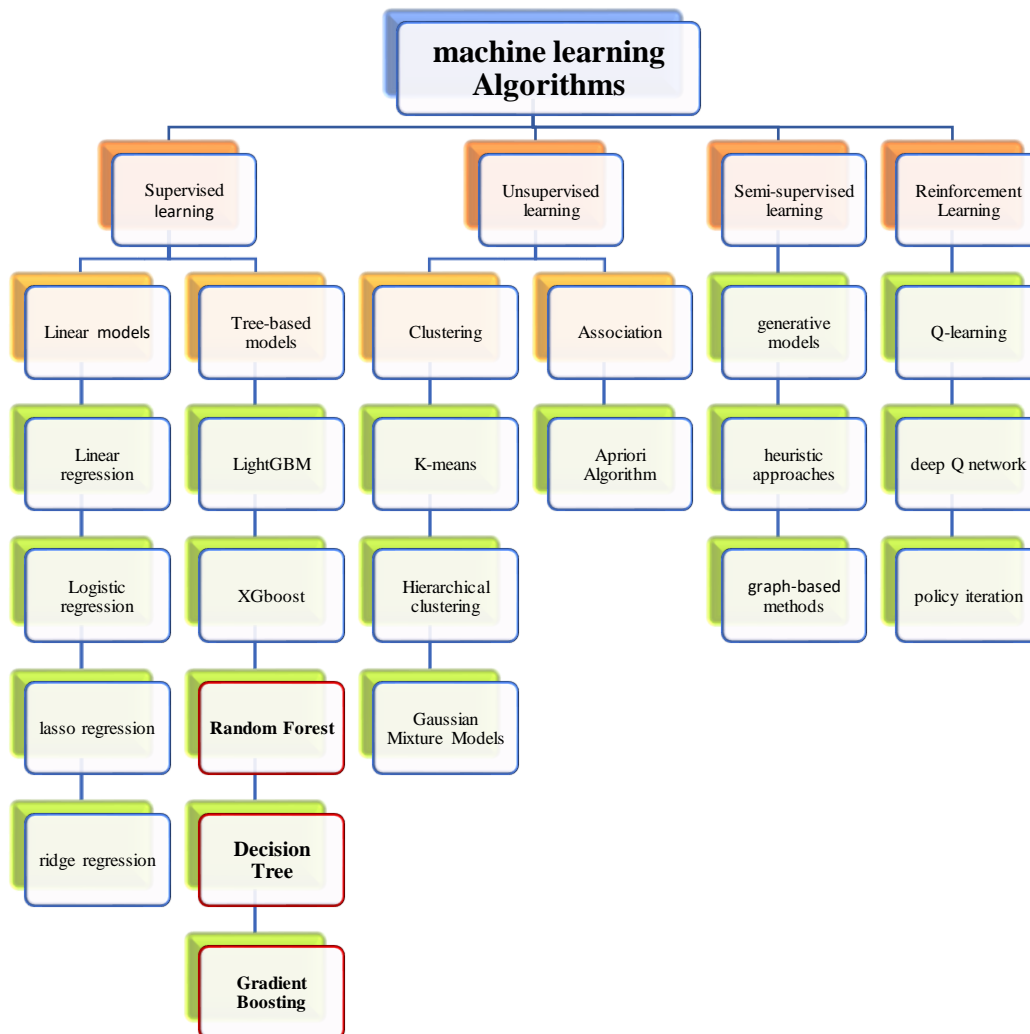 machine learning
Algorithms
Supervised
learning
Unsupervised
learning
Semi-supervised
learning
Reinforcement
Learning
Linear models
Tree-based
models
Clustering
Association
generative
models
Q-learning
Linear
regression
LightGBM
K-means
Apriori
Algorithm
heuristic
approaches
deep Q network
Logistic
regression
XGboost
Hierarchical
clustering
graph-based
methods
policy iteration
lasso regression
Random Forest
Gaussian
Mixture Models
ridge regression
Decision
Tree
Gradient
Boosting